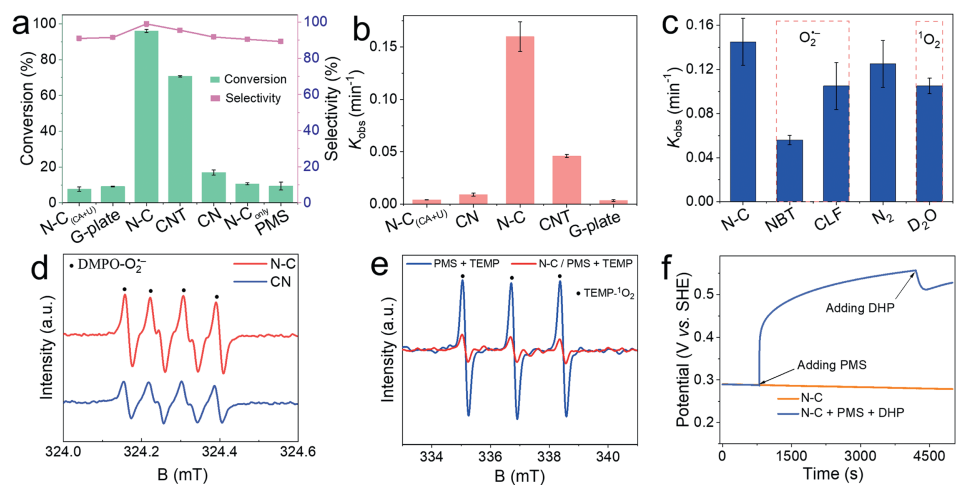 a
Conversion (%)
100
80
60
40
20
0
Conversion
Selectivity
Selectivity (%)
100
80
60
40
20
0
N-C(CA+U)
G-plate
N-C
CNT
CN
N-C only
PMS
b
Kobs (min⁻¹)
0.15
0.10
0.05
0.00
N-C(CA+U)
CN
N-C
CNT
G-plate
c
Kobs (min⁻¹)
0.16
0.12
0.08
0.04
0.00
O₂•−
¹O₂
N-C
NBT
CLF
N₂
D₂O
d
Intensity (a.u.)
• DMPO-O₂•−
N-C
CN
324.0
324.2
324.4
324.6
B (mT)
e
Intensity (a.u.)
PMS + TEMP
N-C / PMS + TEMP
• TEMP-¹O₂
334
336
338
340
B (mT)
f
Potential (V vs. SHE)
0.5
0.4
0.3
0.2
Adding DHP
Adding PMS
N-C
N-C + PMS + DHP
0
1500
3000
4500
Time (s)